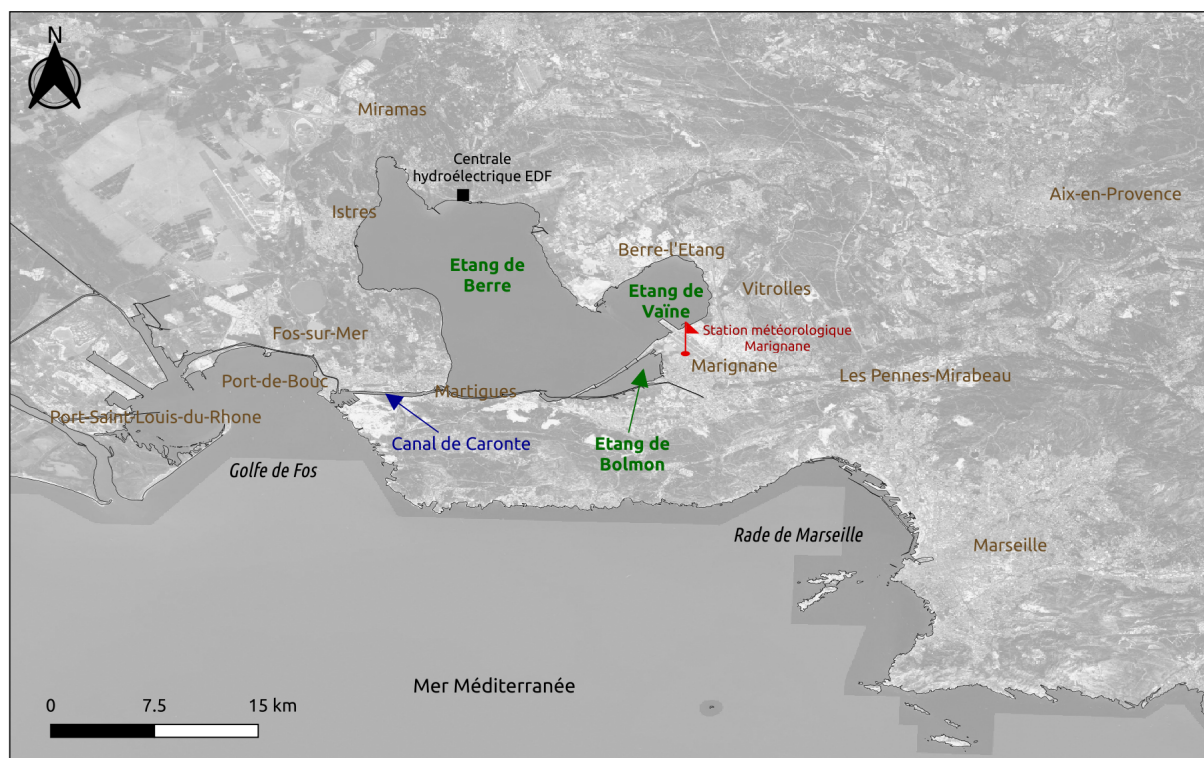 N
Miramas
Centrale
hydroélectrique EDF
Aix-en-Provence
Istres
Berre-l'Etang
Etang de
Berre
Etang de
Vaïne
Vitrolles
Station météorologique
Marignane
Fos-sur-Mer
Marignane
Les Pennes-Mirabeau
Port-de-Bouc
Martigues
Port-Saint-Louis-du-Rhone
Canal de Caronte
Etang de
Bolmon
Golfe de Fos
Rade de Marseille
Marseille
Mer Méditerranée
0 7.5 15 km